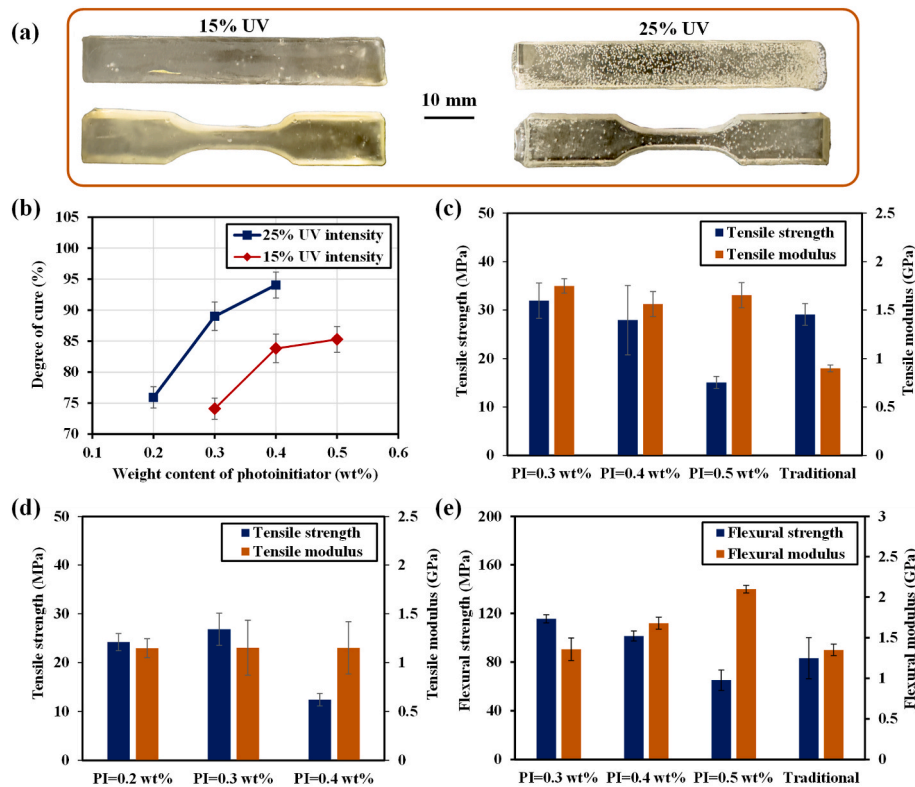 (a)
15% UV
25% UV
10 mm
(b)
105
100
95
90
85
80
75
70
0.1
0.2
0.3
0.4
0.5
0.6
Degree of cure (%)
Weight content of photoinitiator (wt%)
25% UV intensity
15% UV intensity
(c)
50
40
30
20
10
0
Tensile strength (MPa)
Tensile strength
Tensile modulus
2.5
2
1.5
1
0.5
0
Tensile modulus (GPa)
PI=0.3 wt%
PI=0.4 wt%
PI=0.5 wt%
Traditional
(d)
50
40
30
20
10
0
Tensile strength (MPa)
Tensile strength
Tensile modulus
2.5
2
1.5
1
0.5
0
Tensile modulus (GPa)
PI=0.2 wt%
PI=0.3 wt%
PI=0.4 wt%
(e)
200
160
120
80
40
0
Flexural strength (MPa)
Flexural strength
Flexural modulus
3
2.5
2
1.5
1
0.5
0
Flexural modulus (GPa)
PI=0.3 wt%
PI=0.4 wt%
PI=0.5 wt%
Traditional